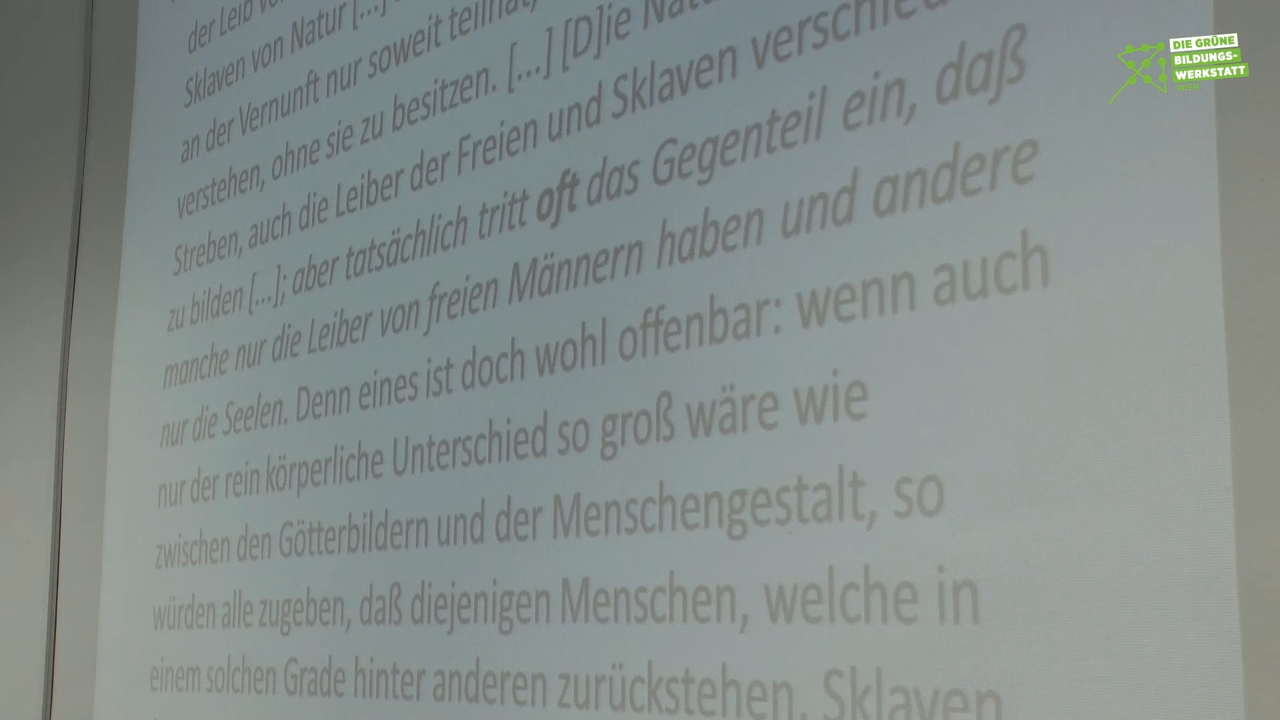 der Leib
Sklaven von Natur [...]
an der Vernunft nur soweit teilhat,
verstehen, ohne sie zu besitzen. [...] [D]ie
Streben, auch die Leiber der Freien und Sklaven
zu bilden [...]; aber tatsächlich tritt oft das Gegenteil ein, daß
manche nur die Leiber von freien Männern haben und andere
nur die Seelen. Denn eines ist doch wohl offenbar: wenn auch
nur der rein körperliche Unterschied so groß wäre wie
zwischen den Götterbildern und der Menschengestalt, so
würden alle zugeben, daß diejenigen Menschen, welche in
einem solchen Grade hinter anderen zurückstehen, Sklaven
DIE GRÜNE
BILDUNGS-
WERKSTATT
WIEN